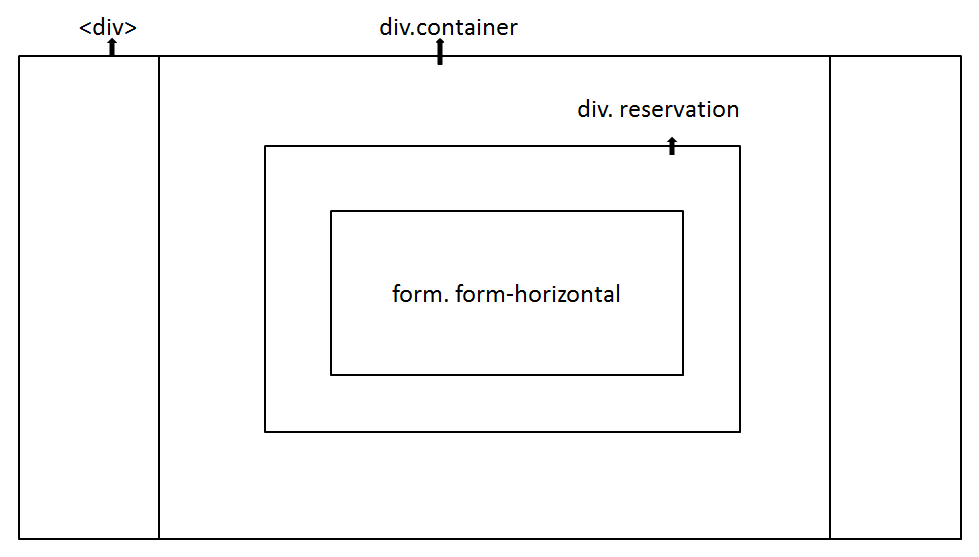 <div>
div.container
div. reservation
form. form-horizontal